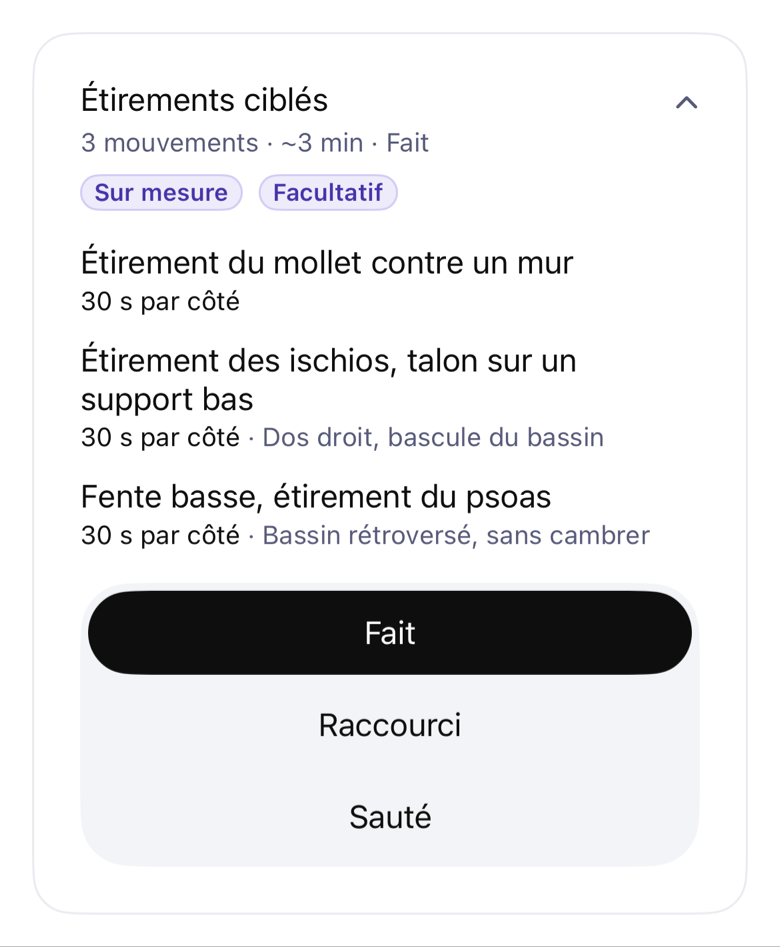 Étirements ciblés
3 mouvements · ~3 min · Fait
Sur mesure Facultatif
Étirement du mollet contre un mur
30 s par côté
Étirement des ischios, talon sur un
support bas
30 s par côté · Dos droit, bascule du bassin
Fente basse, étirement du psoas
30 s par côté · Bassin rétroversé, sans cambrer
Fait
Raccourci
Sauté